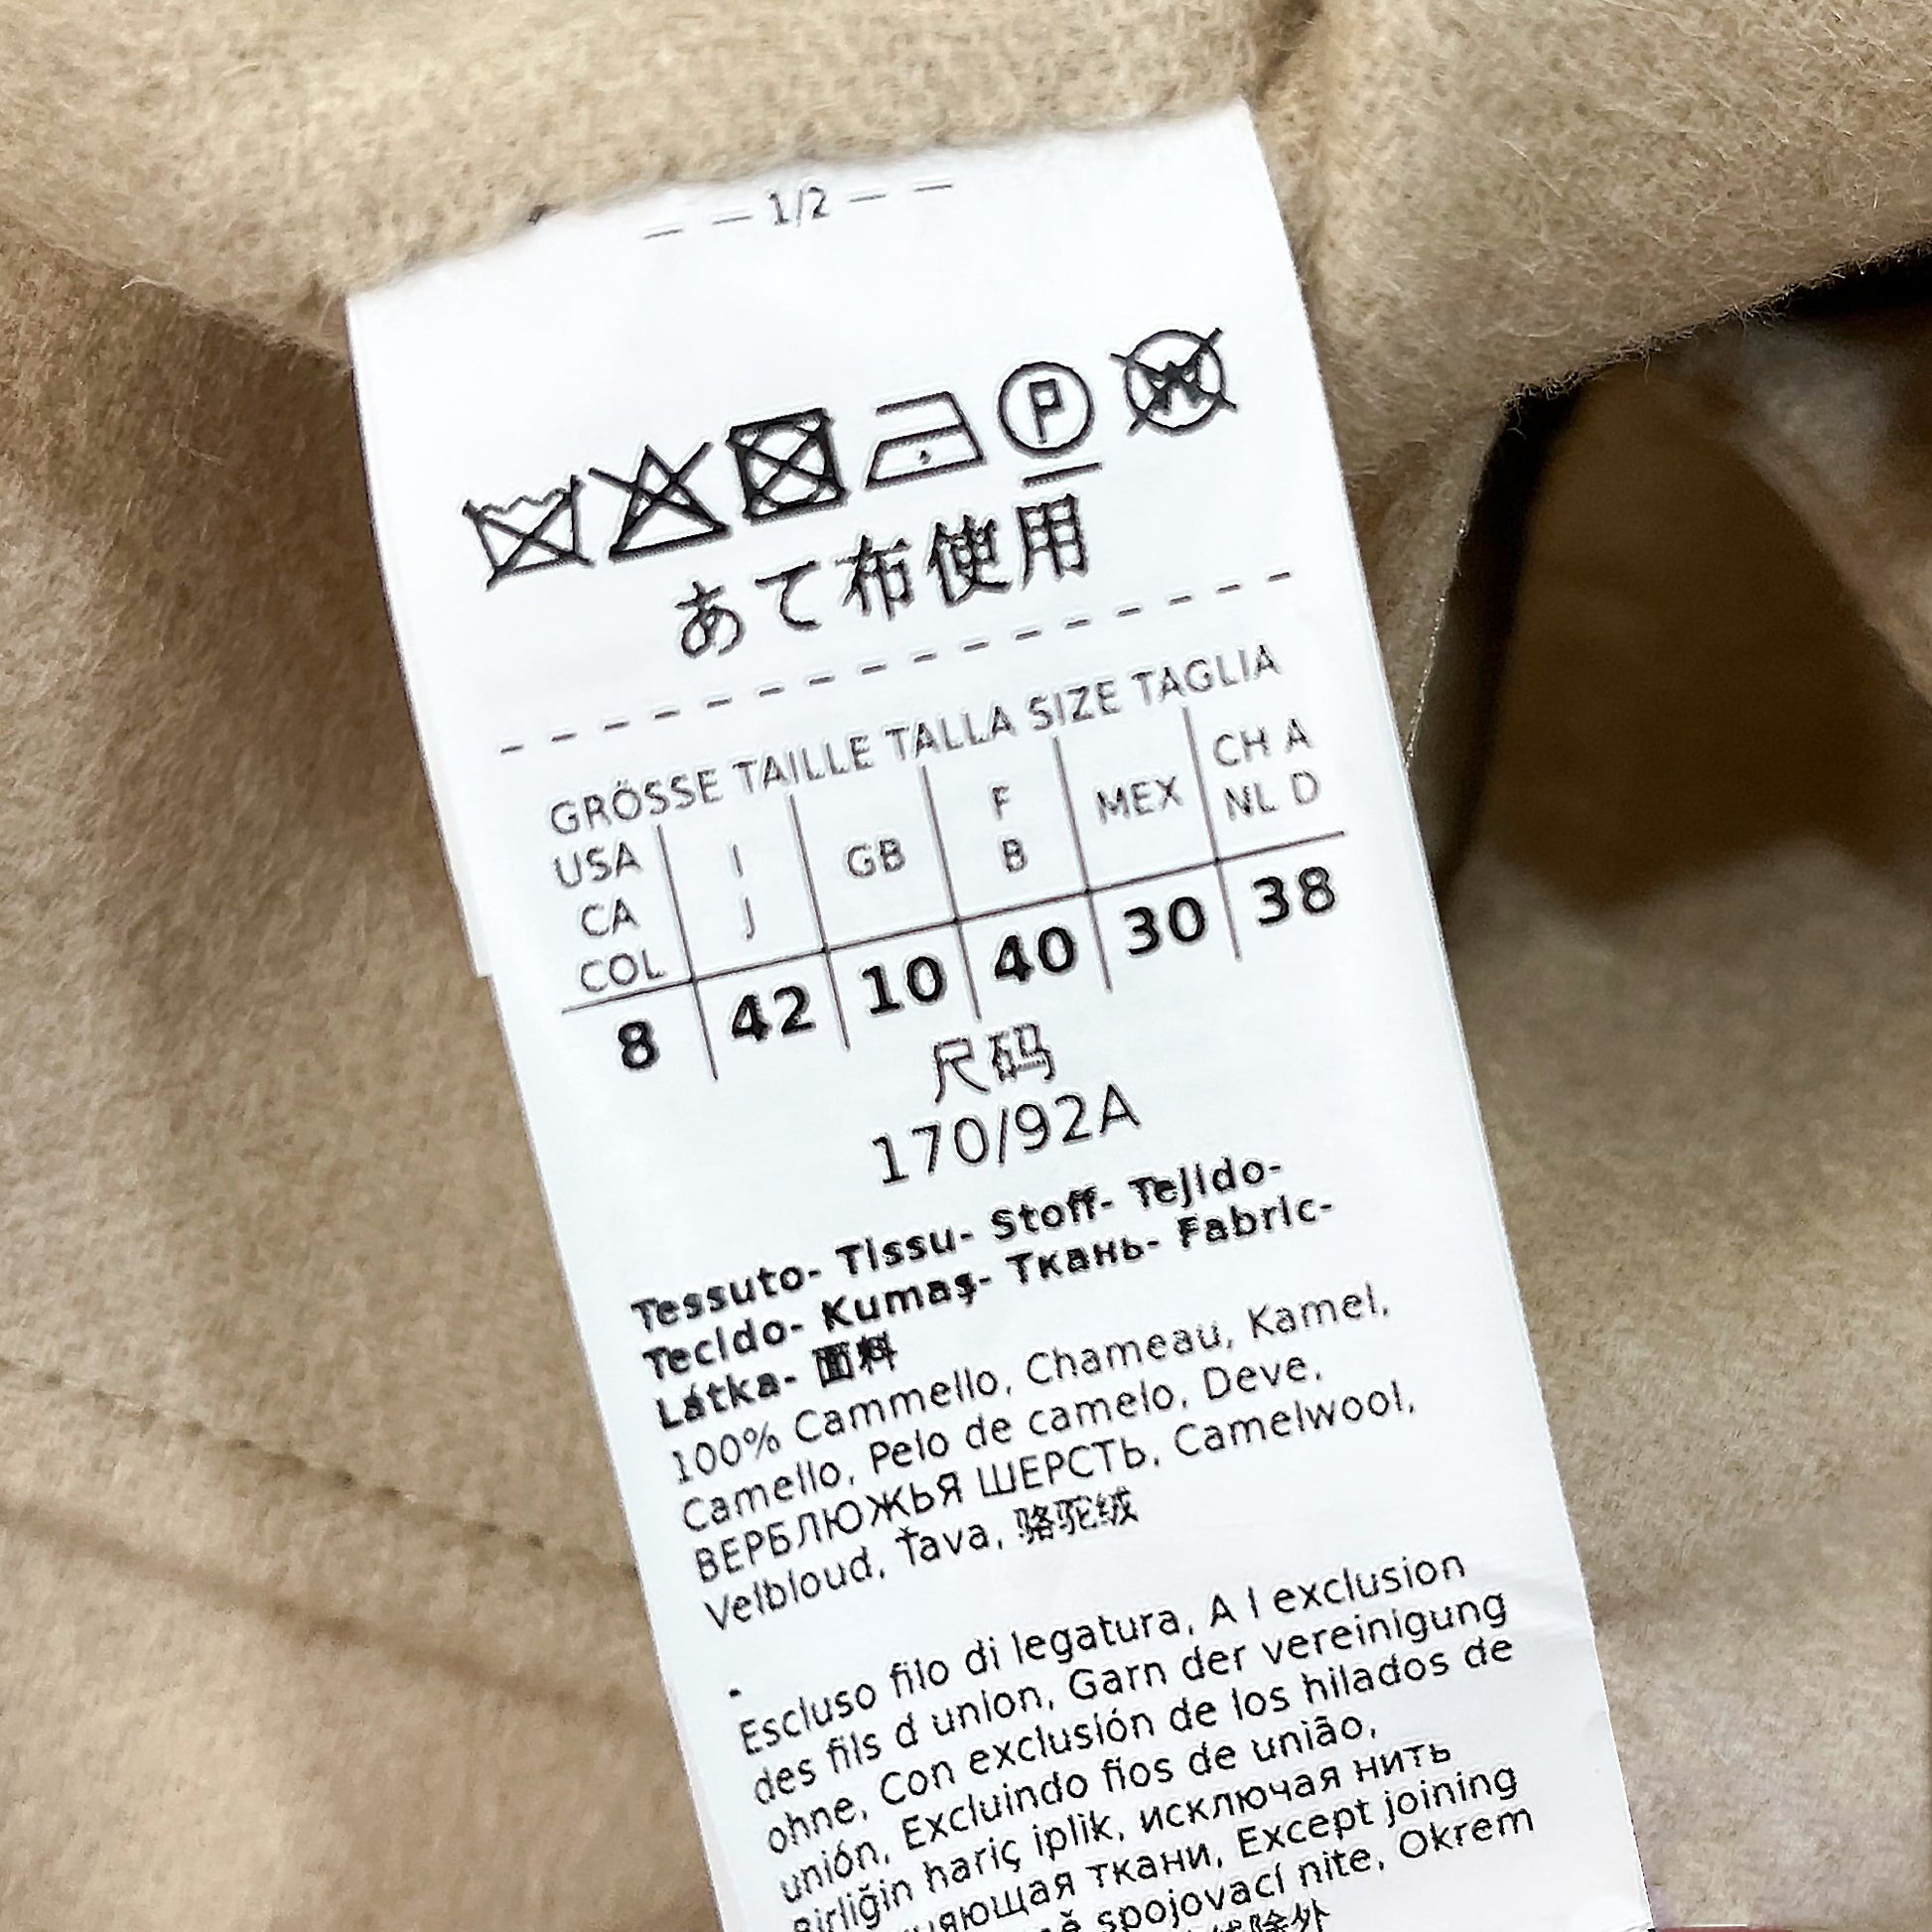 1/2
P W
あて布使用
GRÖSSE TAILLE TALLA SIZE TAGLIA
USA CA COL | I J | GB | F B | MEX | CH A NL D
8 | 42 | 10 | 40 | 30 | 38
尺码
170/92A
Tessuto- Tissu- Stoff- Tejido-
Tecido- Kumaş- Ткань- Fabric-
Látka- 面料
100% Cammello, Chameau, Kamel,
Camello, Pelo de camelo, Deve,
ВЕРБЛЮЖЬЯ ШЕРСТЬ, Camelwool,
Velbloud, Ťava, 骆驼绒
-
Escluso filo di legatura, A l exclusion
des fils d union, Garn der vereinigung
ohne, Con exclusión de los hilados de
unión, Excluindo fios de união,
Birliğin hariç iplik, исключая нить
ткани, Except joining
spojovací nite, Okrem
除外